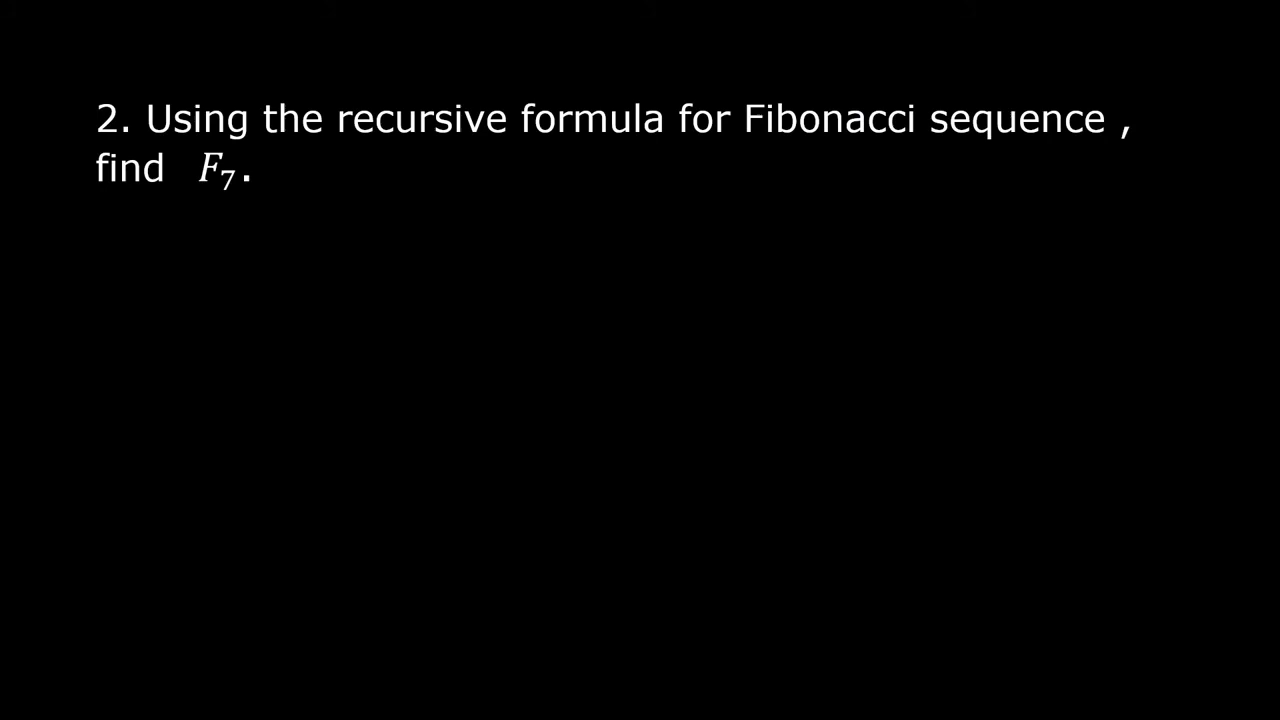 2. Using the recursive formula for Fibonacci sequence ,
find F₇.